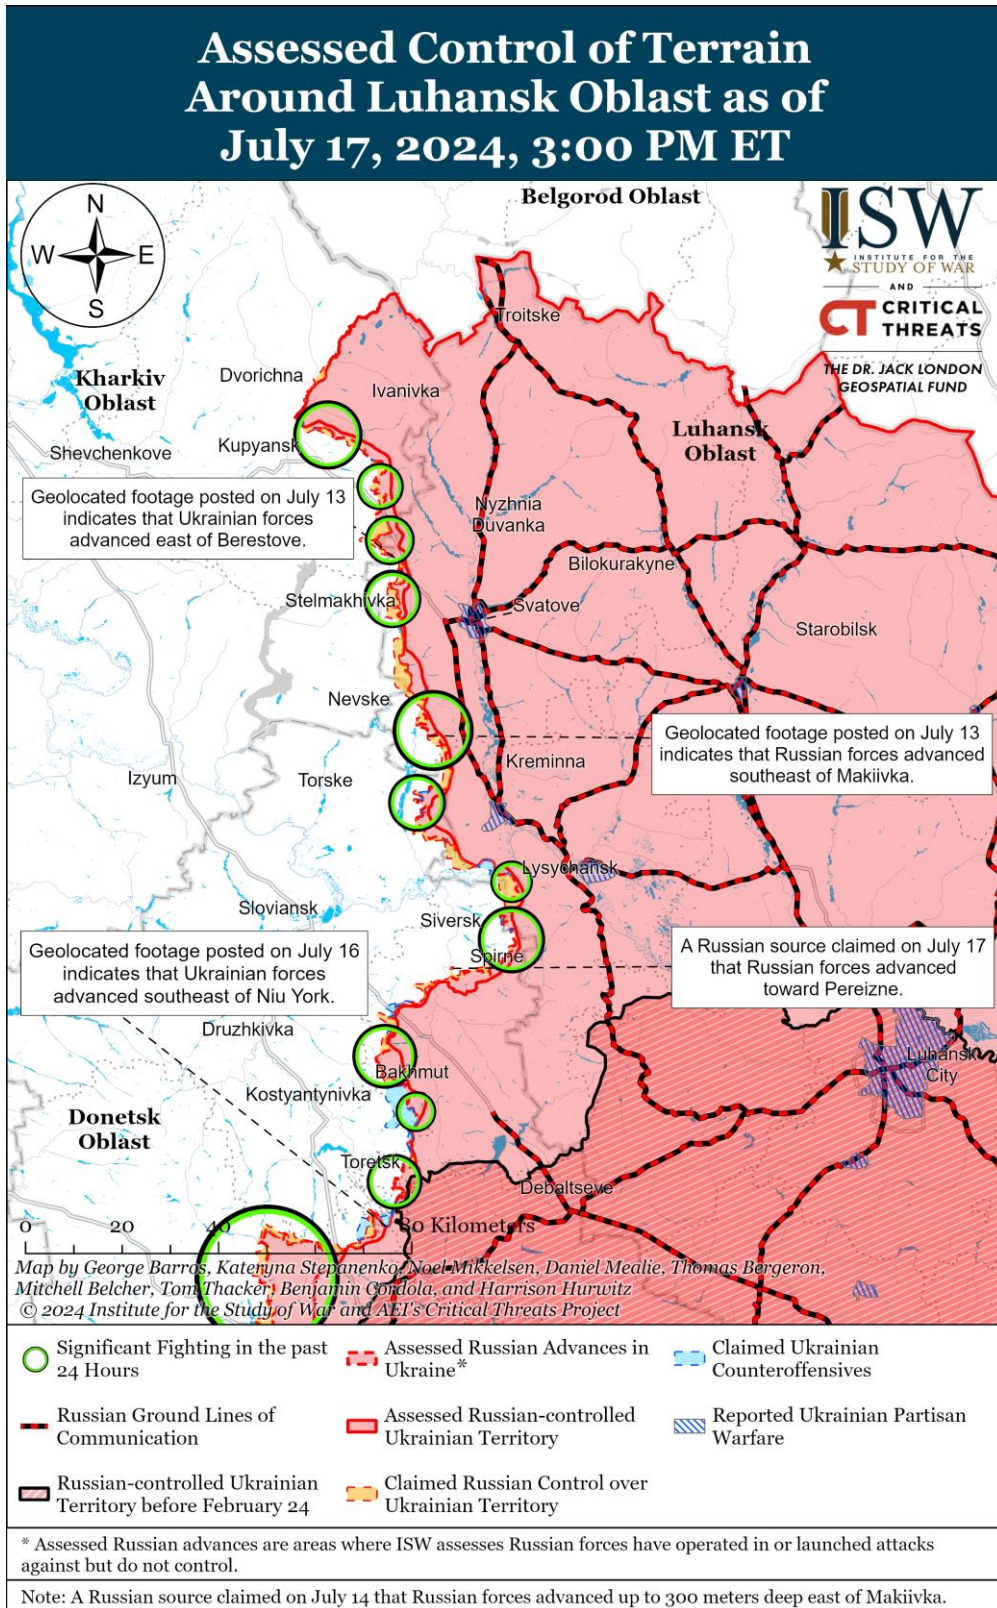 Assessed Control of Terrain
Around Luhansk Oblast as of
July 17, 2024, 3:00 PM ET
N
W
E
S
Belgorod Oblast
ISW
INSTITUTE FOR THE
STUDY OF WAR
AND
CT CRITICAL
THREATS
THE DR. JACK LONDON
GEOSPATIAL FUND
Troitske
Kharkiv
Oblast
Dvorichna
Ivanivka
Shevchenkove
Kupyansk
Luhansk
Oblast
Geolocated footage posted on July 13
indicates that Ukrainian forces
advanced east of Berestove.
Nyzhnia
Duvanka
Bilokurakyne
Stelmakhivka
Svatove
Starobilsk
Nevske
Geolocated footage posted on July 13
indicates that Russian forces advanced
southeast of Makiivka.
Izyum
Torske
Kreminna
Lysychansk
Sloviansk
Siversk
Spirne
Geolocated footage posted on July 16
indicates that Ukrainian forces
advanced southeast of Niu York.
A Russian source claimed on July 17
that Russian forces advanced
toward Pereizne.
Druzhkivka
Bakhmut
Luhansk
City
Kostyantynivka
Donetsk
Oblast
Toretsk
Debaltseve
0 20 40 80 Kilometers
Map by George Barros, Kateryna Stepanenko, Noel Mikkelsen, Daniel Mealie, Thomas Bergeron,
Mitchell Belcher, Tom Thacker, Benjamin Cordola, and Harrison Hurwitz
© 2024 Institute for the Study of War and AEI's Critical Threats Project
Significant Fighting in the past
24 Hours
Assessed Russian Advances in
Ukraine*
Claimed Ukrainian
Counteroffensives
Russian Ground Lines of
Communication
Assessed Russian-controlled
Ukrainian Territory
Reported Ukrainian Partisan
Warfare
Russian-controlled Ukrainian
Territory before February 24
Claimed Russian Control over
Ukrainian Territory
* Assessed Russian advances are areas where ISW assesses Russian forces have operated in or launched attacks
against but do not control.
Note: A Russian source claimed on July 14 that Russian forces advanced up to 300 meters deep east of Makiivka.